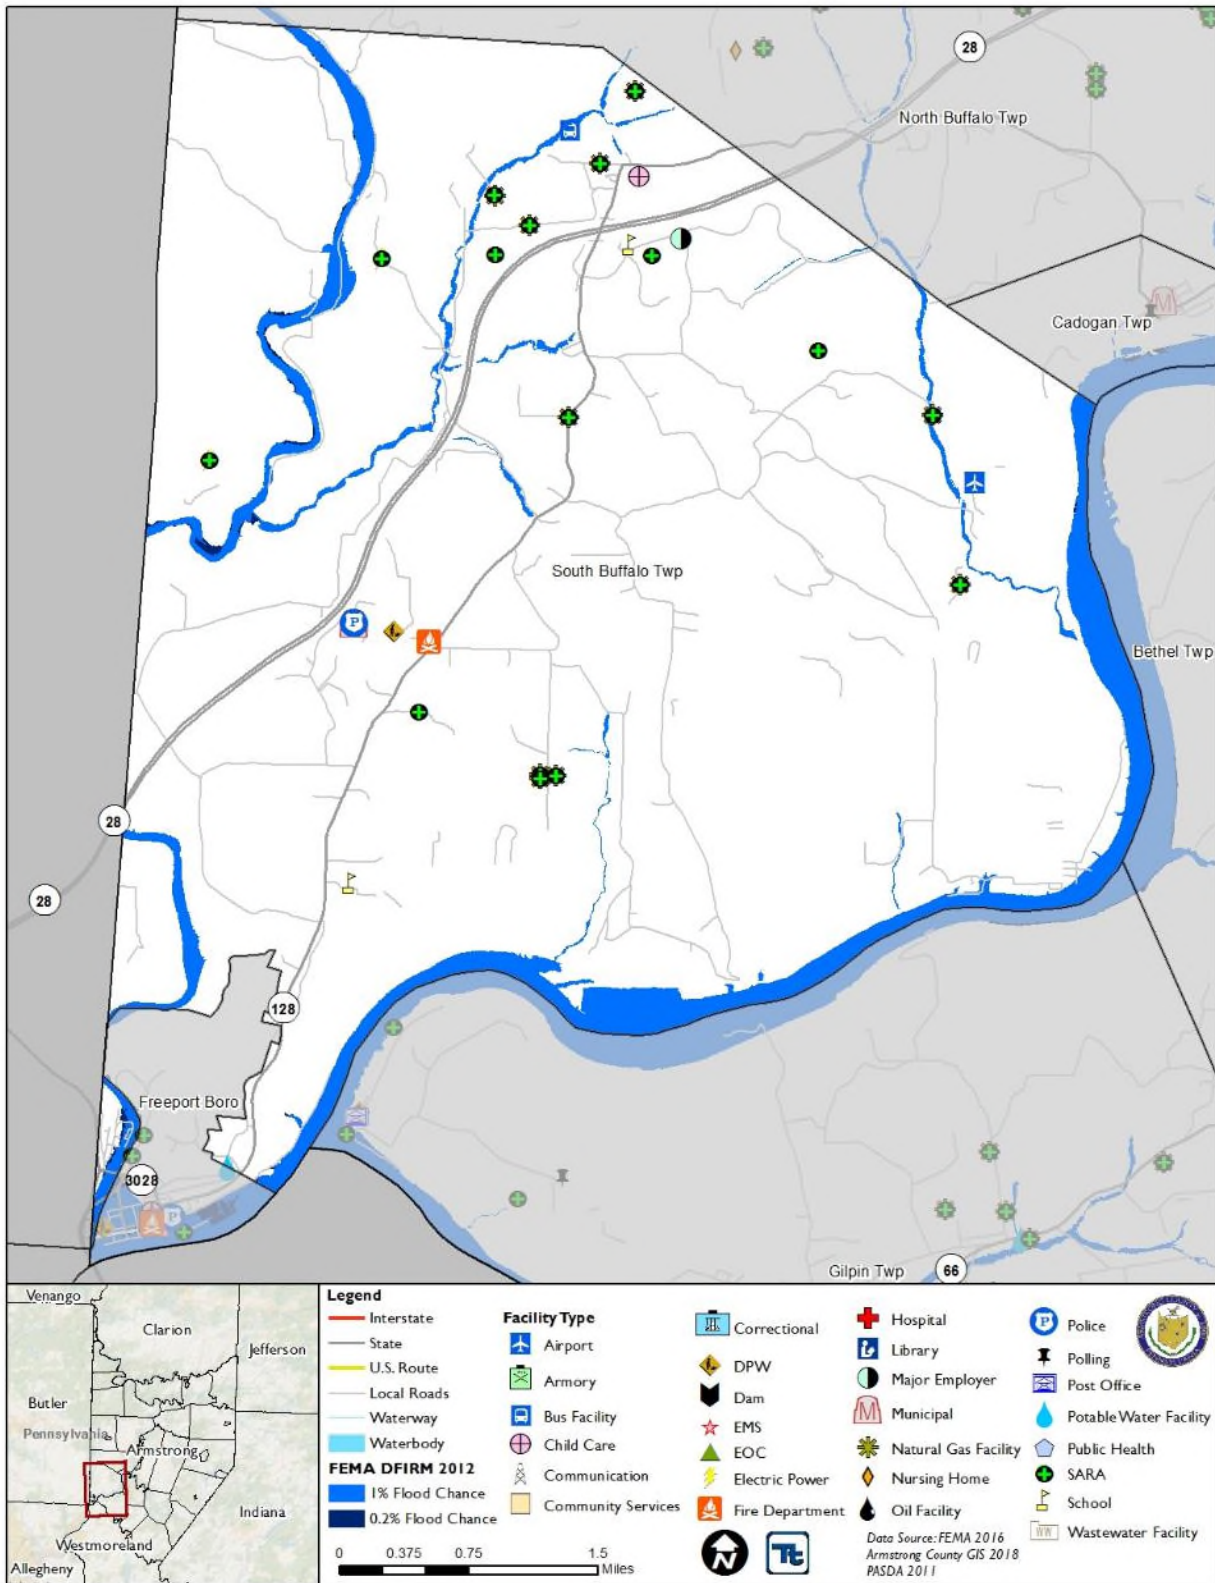 28
North Buffalo Twp
Cadogan Twp
M
South Buffalo Twp
P
Bethel Twp
28
28
128
Freeport Boro
3028
P
Gilpin Twp
66
Venango
Clarion
Jefferson
Butler
Pennsylvania
Armstrong
Indiana
Westmoreland
Allegheny
Legend
Interstate
State
U.S. Route
Local Roads
Waterway
Waterbody
FEMA DFIRM 2012
1% Flood Chance
0.2% Flood Chance
0 0.375 0.75 1.5
Miles
Facility Type
Airport
Armory
Bus Facility
Child Care
Communication
Community Services
Correctional
DPW
Dam
EMS
EOC
Electric Power
Fire Department
N
Tt
Hospital
Library
Major Employer
M Municipal
Natural Gas Facility
Nursing Home
Oil Facility
P Police
Polling
Post Office
Potable Water Facility
Public Health
SARA
School
WW Wastewater Facility
Data Source: FEMA 2016
Armstrong County GIS 2018
PASDA 2011